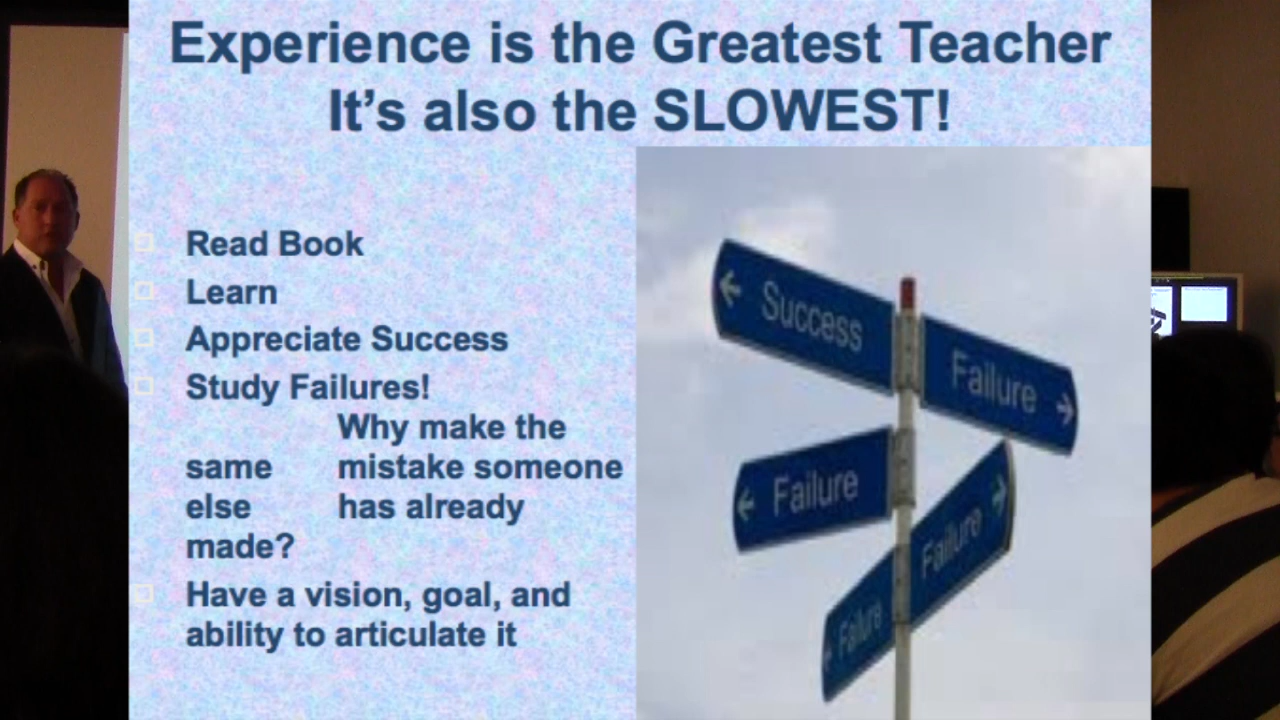 Experience is the Greatest Teacher
It's also the SLOWEST!
Read Book
Learn
Appreciate Success
Study Failures!
Why make the
same mistake someone
else has already
made?
Have a vision, goal, and
ability to articulate it
Success
Failure
Failure
Failure
Failure